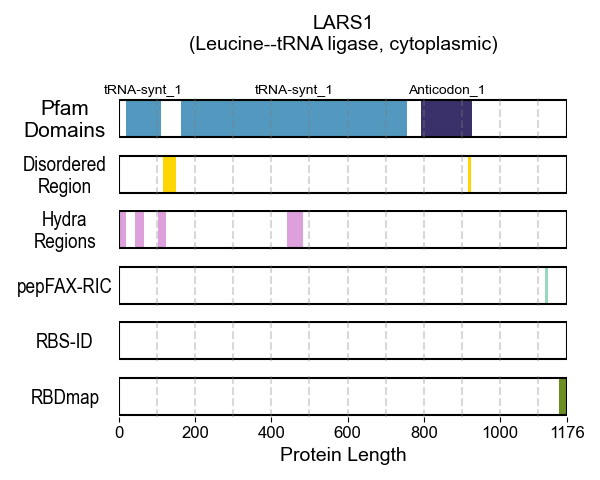 LARS1
(Leucine--tRNA ligase, cytoplasmic)
tRNA-synt_1 tRNA-synt_1 Anticodon_1
Pfam
Domains
Disordered
Region
Hydra
Regions
pepFAX-RIC
RBS-ID
RBDmap
0 200 400 600 800 1000 1176
Protein Length